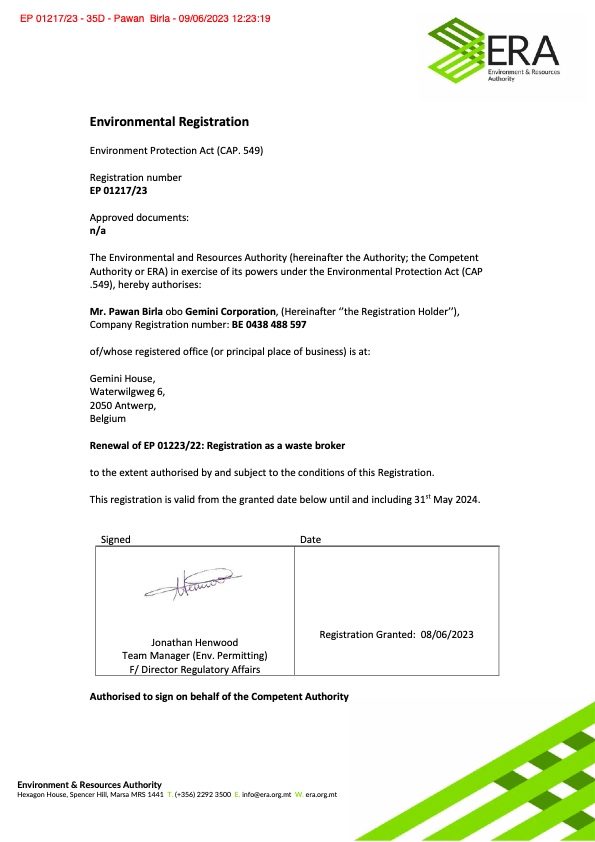 EP 01217/23 - 35D - Pawan  Birla - 09/06/2023 12:23:19
ERA
Environment & Resources
Authority
Environmental Registration
Environment Protection Act (CAP. 549)
Registration number
EP 01217/23
Approved documents:
n/a
The Environmental and Resources Authority (hereinafter the Authority; the Competent
Authority or ERA) in exercise of its powers under the Environmental Protection Act (CAP
.549), hereby authorises:
Mr. Pawan Birla obo Gemini Corporation, (Hereinafter ‘‘the Registration Holder’’),
Company Registration number: BE 0438 488 597
of/whose registered office (or principal place of business) is at:
Gemini House,
Waterwilgweg 6,
2050 Antwerp,
Belgium
Renewal of EP 01223/22: Registration as a waste broker
to the extent authorised by and subject to the conditions of this Registration.
This registration is valid from the granted date below until and including 31st May 2024.
Signed Date
Jonathan Henwood
Team Manager (Env. Permitting)
F/ Director Regulatory Affairs
Registration Granted:  08/06/2023
Authorised to sign on behalf of the Competent Authority
Environment & Resources Authority
Hexagon House, Spencer Hill, Marsa MRS 1441  T. (+356) 2292 3500  E. info@era.org.mt  W. era.org.mt